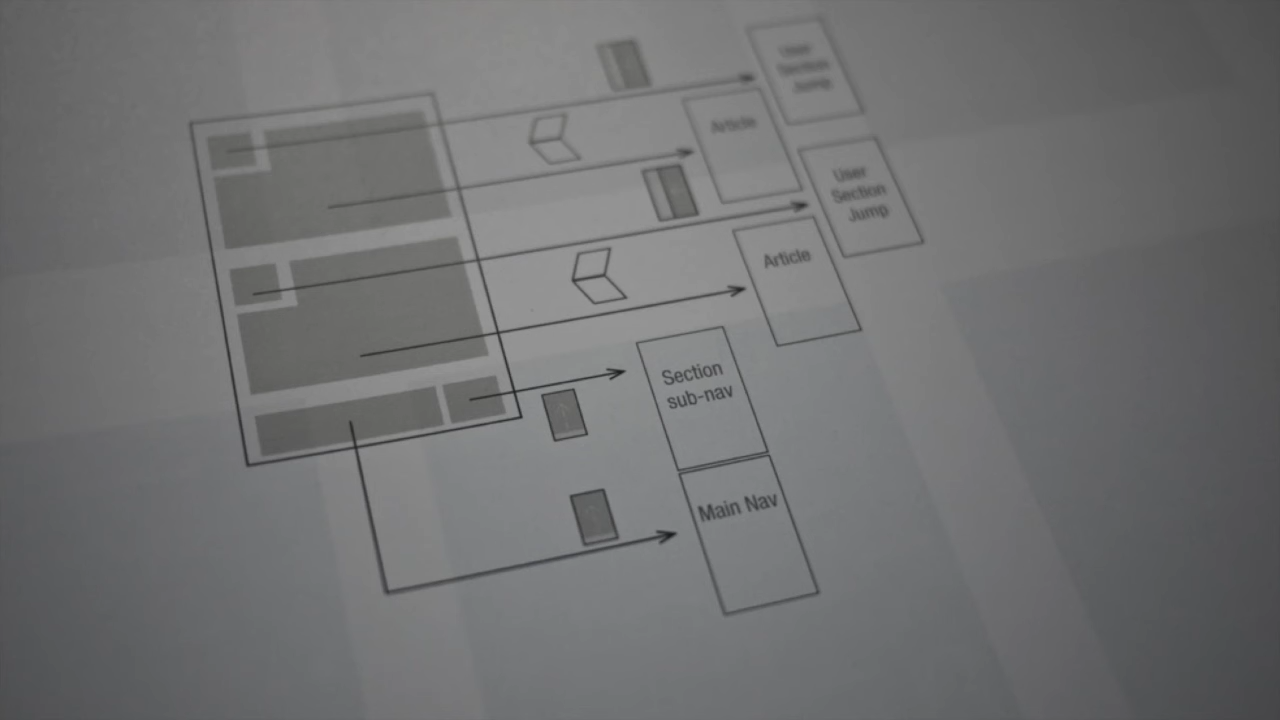 User
Section
Jump
Article
User
Section
Jump
Article
Section
sub-nav
Main Nav